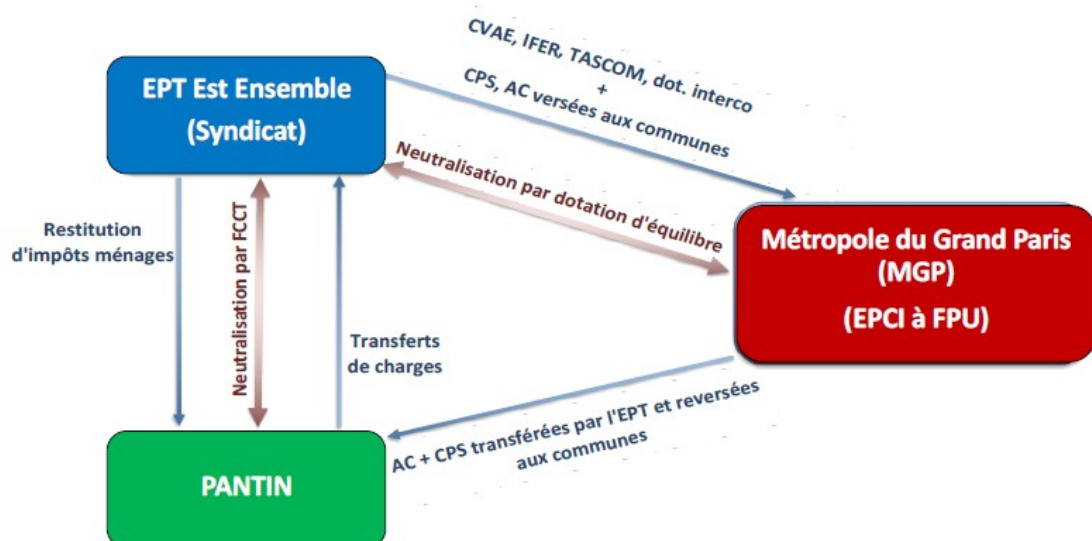 CVAE, IFER, TASCOM, dot. interco
+
CPS, AC versées aux communes
EPT Est Ensemble
(Syndicat)
Neutralisation par dotation d'équilibre
Restitution
d'impôts ménages
Neutralisation par FCCT
Transferts
de charges
Métropole du Grand Paris
(MGP)
(EPCI à FPU)
AC + CPS transférées par l'EPT et reversées
aux communes
PANTIN